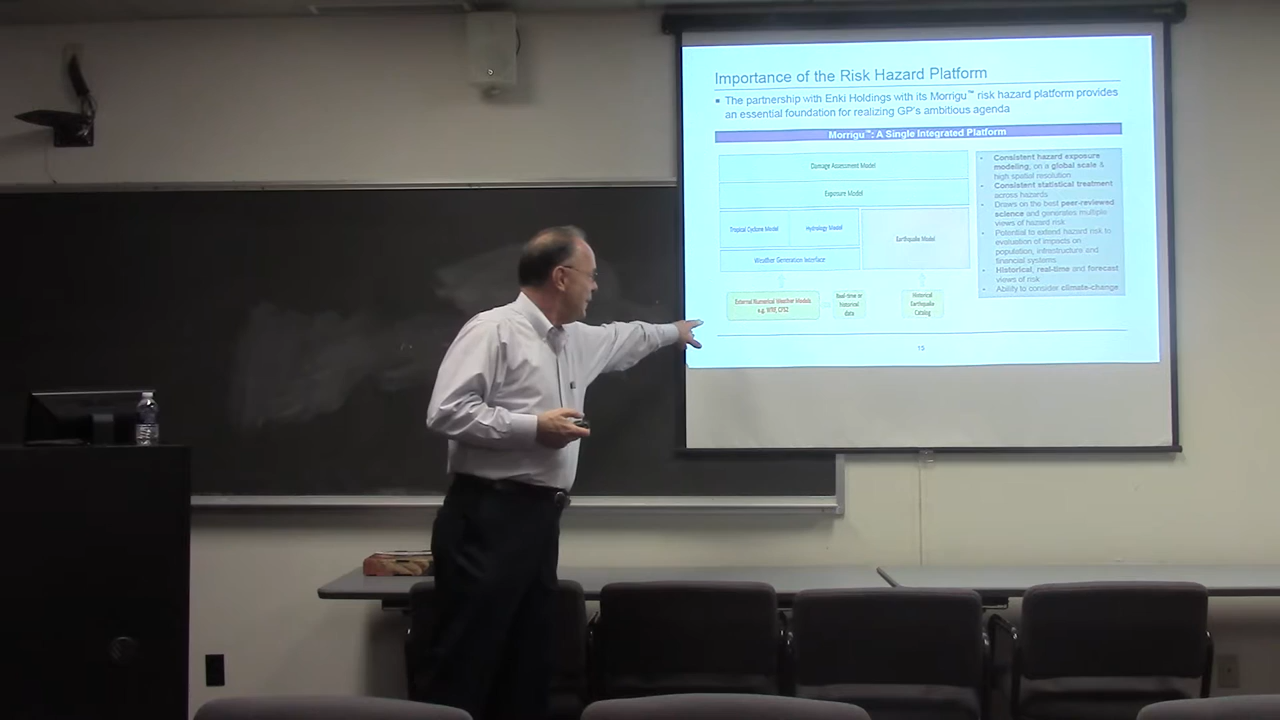 Importance of the Risk Hazard Platform
▪ The partnership with Enki Holdings with its Morrigu™ risk hazard platform provides
an essential foundation for realizing GP's ambitious agenda
Morrigu™: A Single Integrated Platform
Damage Assessment Model
Exposure Model
Tropical Cyclone Model
Hydrology Model
Earthquake Model
Weather Generation Interface
External Numerical Weather Models
e.g. WRF, CFS2
Real-time or
historical
data
Historical
Earthquake
Catalog
• Consistent hazard exposure
modeling, on a global scale &
high spatial resolution
• Consistent statistical treatment
across hazards
• Draws on the best peer-reviewed
science and generates multiple
views of hazard risk
• Potential to extend hazard risk to
evaluation of impacts on
population, infrastructure and
financial systems
• Historical, real-time and forecast
views of risk
• Ability to consider climate-change
15